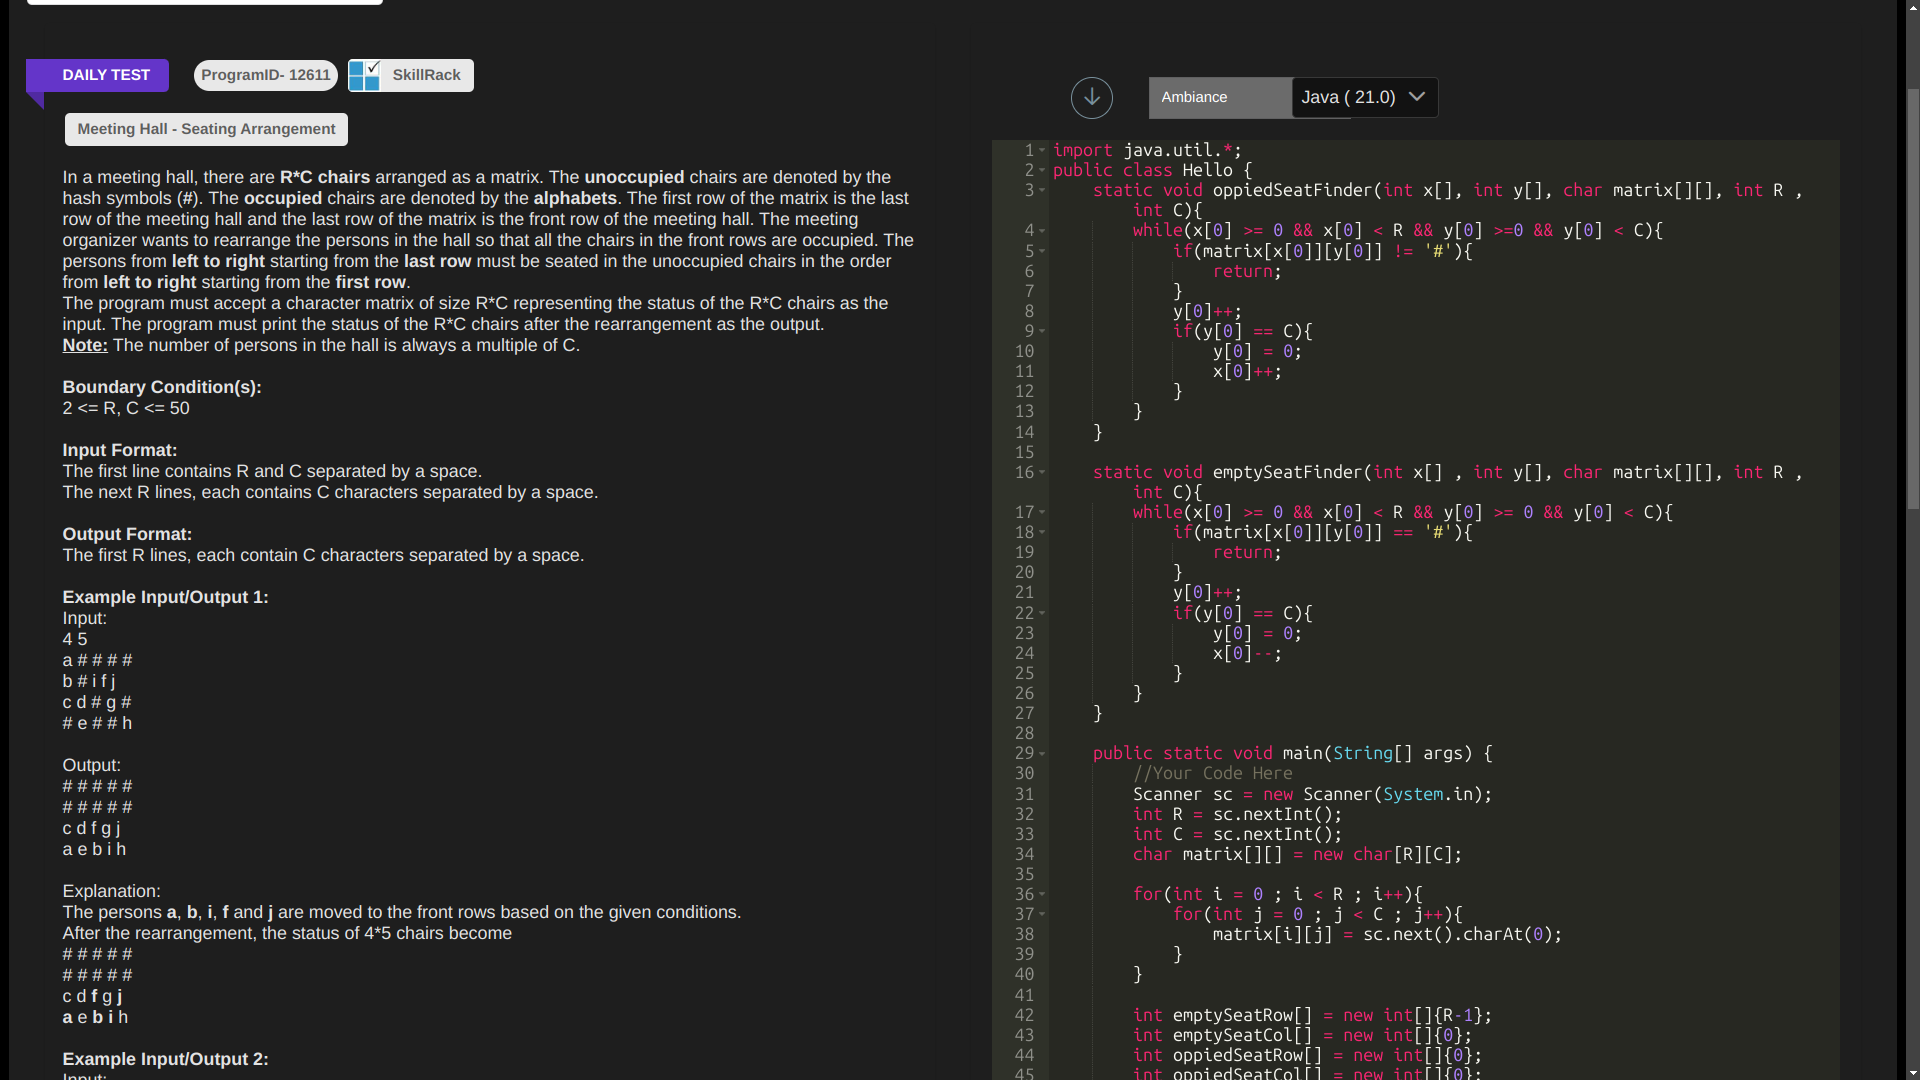 DAILY TEST
ProgramID- 12611
SkillRack
Meeting Hall - Seating Arrangement
In a meeting hall, there are R*C chairs arranged as a matrix. The unoccupied chairs are denoted by the
hash symbols (#). The occupied chairs are denoted by the alphabets. The first row of the matrix is the last
row of the meeting hall and the last row of the matrix is the front row of the meeting hall. The meeting
organizer wants to rearrange the persons in the hall so that all the chairs in the front rows are occupied. The
persons from left to right starting from the last row must be seated in the unoccupied chairs in the order
from left to right starting from the first row.
The program must accept a character matrix of size R*C representing the status of the R*C chairs as the
input. The program must print the status of the R*C chairs after the rearrangement as the output.
Note: The number of persons in the hall is always a multiple of C.
Boundary Condition(s):
2 <= R, C <= 50
Input Format:
The first line contains R and C separated by a space.
The next R lines, each contains C characters separated by a space.
Output Format:
The first R lines, each contain C characters separated by a space.
Example Input/Output 1:
Input:
4 5
a # # # #
b # i f j
c d # g #
# e # # h
Output:
# # # # #
# # # # #
c d f g j
a e b i h
Explanation:
The persons a, b, i, f and j are moved to the front rows based on the given conditions.
After the rearrangement, the status of 4*5 chairs become
# # # # #
# # # # #
c d f g j
a e b i h
Example Input/Output 2:
Input:
Ambiance
Java ( 21.0)
1 import java.util.*;
2 public class Hello {
3 static void oppiedSeatFinder(int x[], int y[], char matrix[][], int R ,
int C){
4 while(x[0] >= 0 && x[0] < R && y[0] >=0 && y[0] < C){
5 if(matrix[x[0]][y[0]] != '#'){
6 return;
7 }
8 y[0]++;
9 if(y[0] == C){
10 y[0] = 0;
11 x[0]++;
12 }
13 }
14 }
15
16 static void emptySeatFinder(int x[] , int y[], char matrix[][], int R ,
int C){
17 while(x[0] >= 0 && x[0] < R && y[0] >= 0 && y[0] < C){
18 if(matrix[x[0]][y[0]] == '#'){
19 return;
20 }
21 y[0]++;
22 if(y[0] == C){
23 y[0] = 0;
24 x[0]--;
25 }
26 }
27 }
28
29 public static void main(String[] args) {
30 //Your Code Here
31 Scanner sc = new Scanner(System.in);
32 int R = sc.nextInt();
33 int C = sc.nextInt();
34 char matrix[][] = new char[R][C];
35
36 for(int i = 0 ; i < R ; i++){
37 for(int j = 0 ; j < C ; j++){
38 matrix[i][j] = sc.next().charAt(0);
39 }
40 }
41
42 int emptySeatRow[] = new int[]{R-1};
43 int emptySeatCol[] = new int[]{0};
44 int oppiedSeatRow[] = new int[]{0};
45 int oppiedSeatCol[] = new int[]{0};